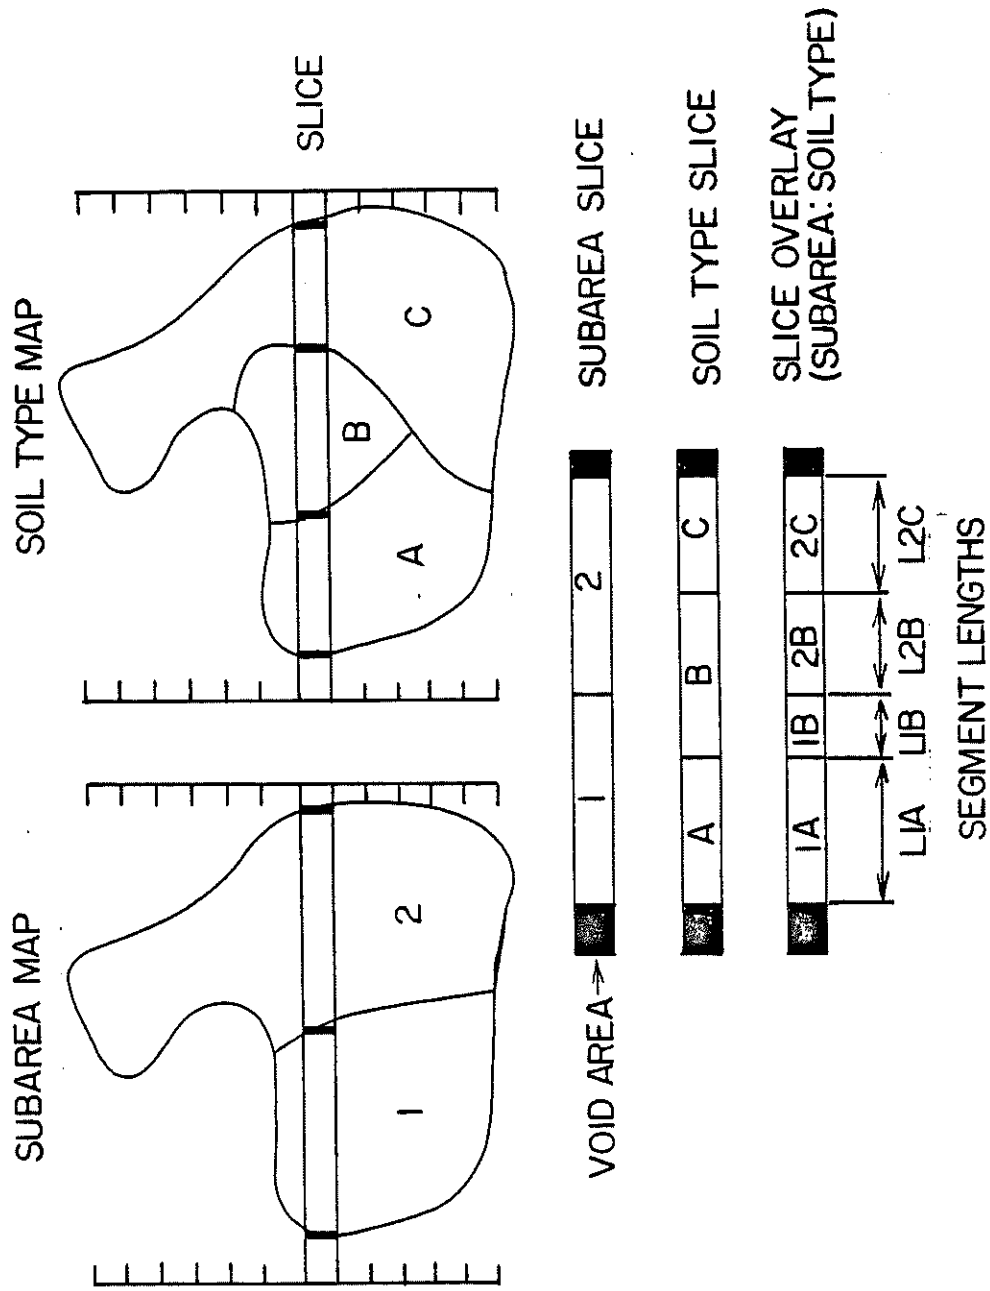 SUBAREA MAP
SOIL TYPE MAP
1
2
A
B
C
SLICE
VOID AREA
1
2
SUBAREA SLICE
A
B
C
SOIL TYPE SLICE
1A
1B
2B
2C
SLICE OVERLAY
(SUBAREA: SOIL TYPE)
L1A
L1B
L2B
L2C
SEGMENT LENGTHS